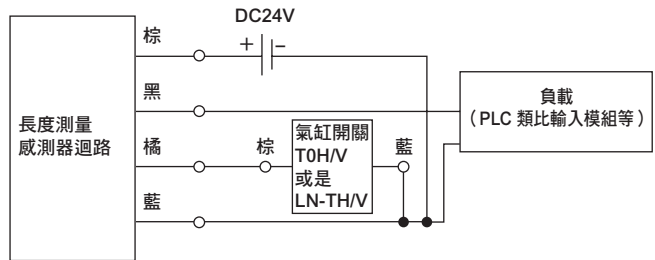 DC24V
棕
+ −
黑
負載
(PLC 類比輸入模組等)
長度測量
感測器迴路
橘
棕
氣缸開關
T0H/V
或是
LN-TH/V
藍
藍